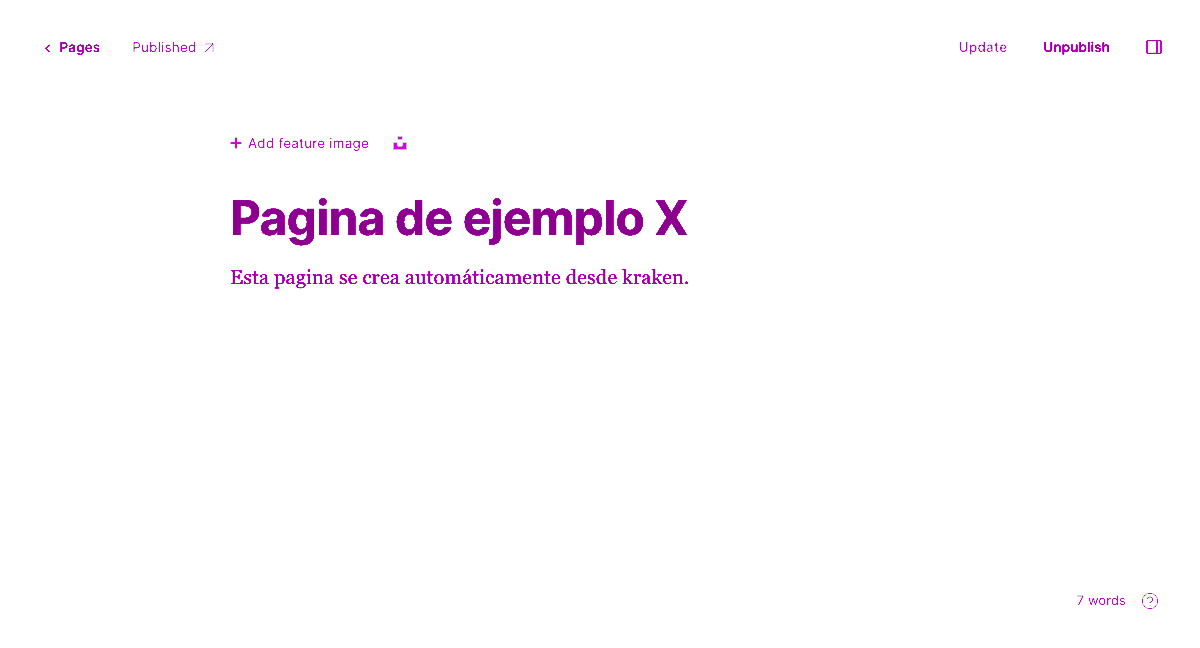 Pages
Published
Update
Unpublish
Add feature image
Pagina de ejemplo X
Esta pagina se crea automáticamente desde kraken.
7 words
?